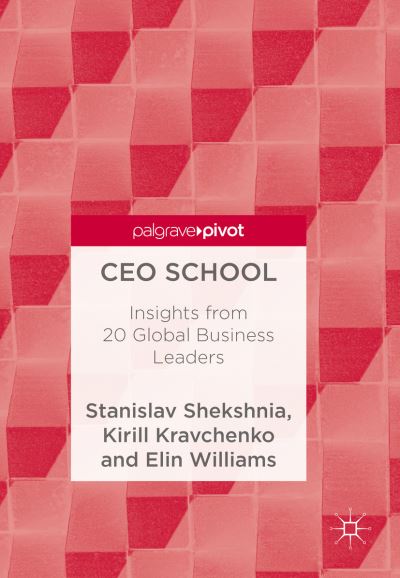 palgrave▸pivot
CEO SCHOOL
Insights from
20 Global Business
Leaders
Stanislav Shekshnia,
Kirill Kravchenko
and Elin Williams